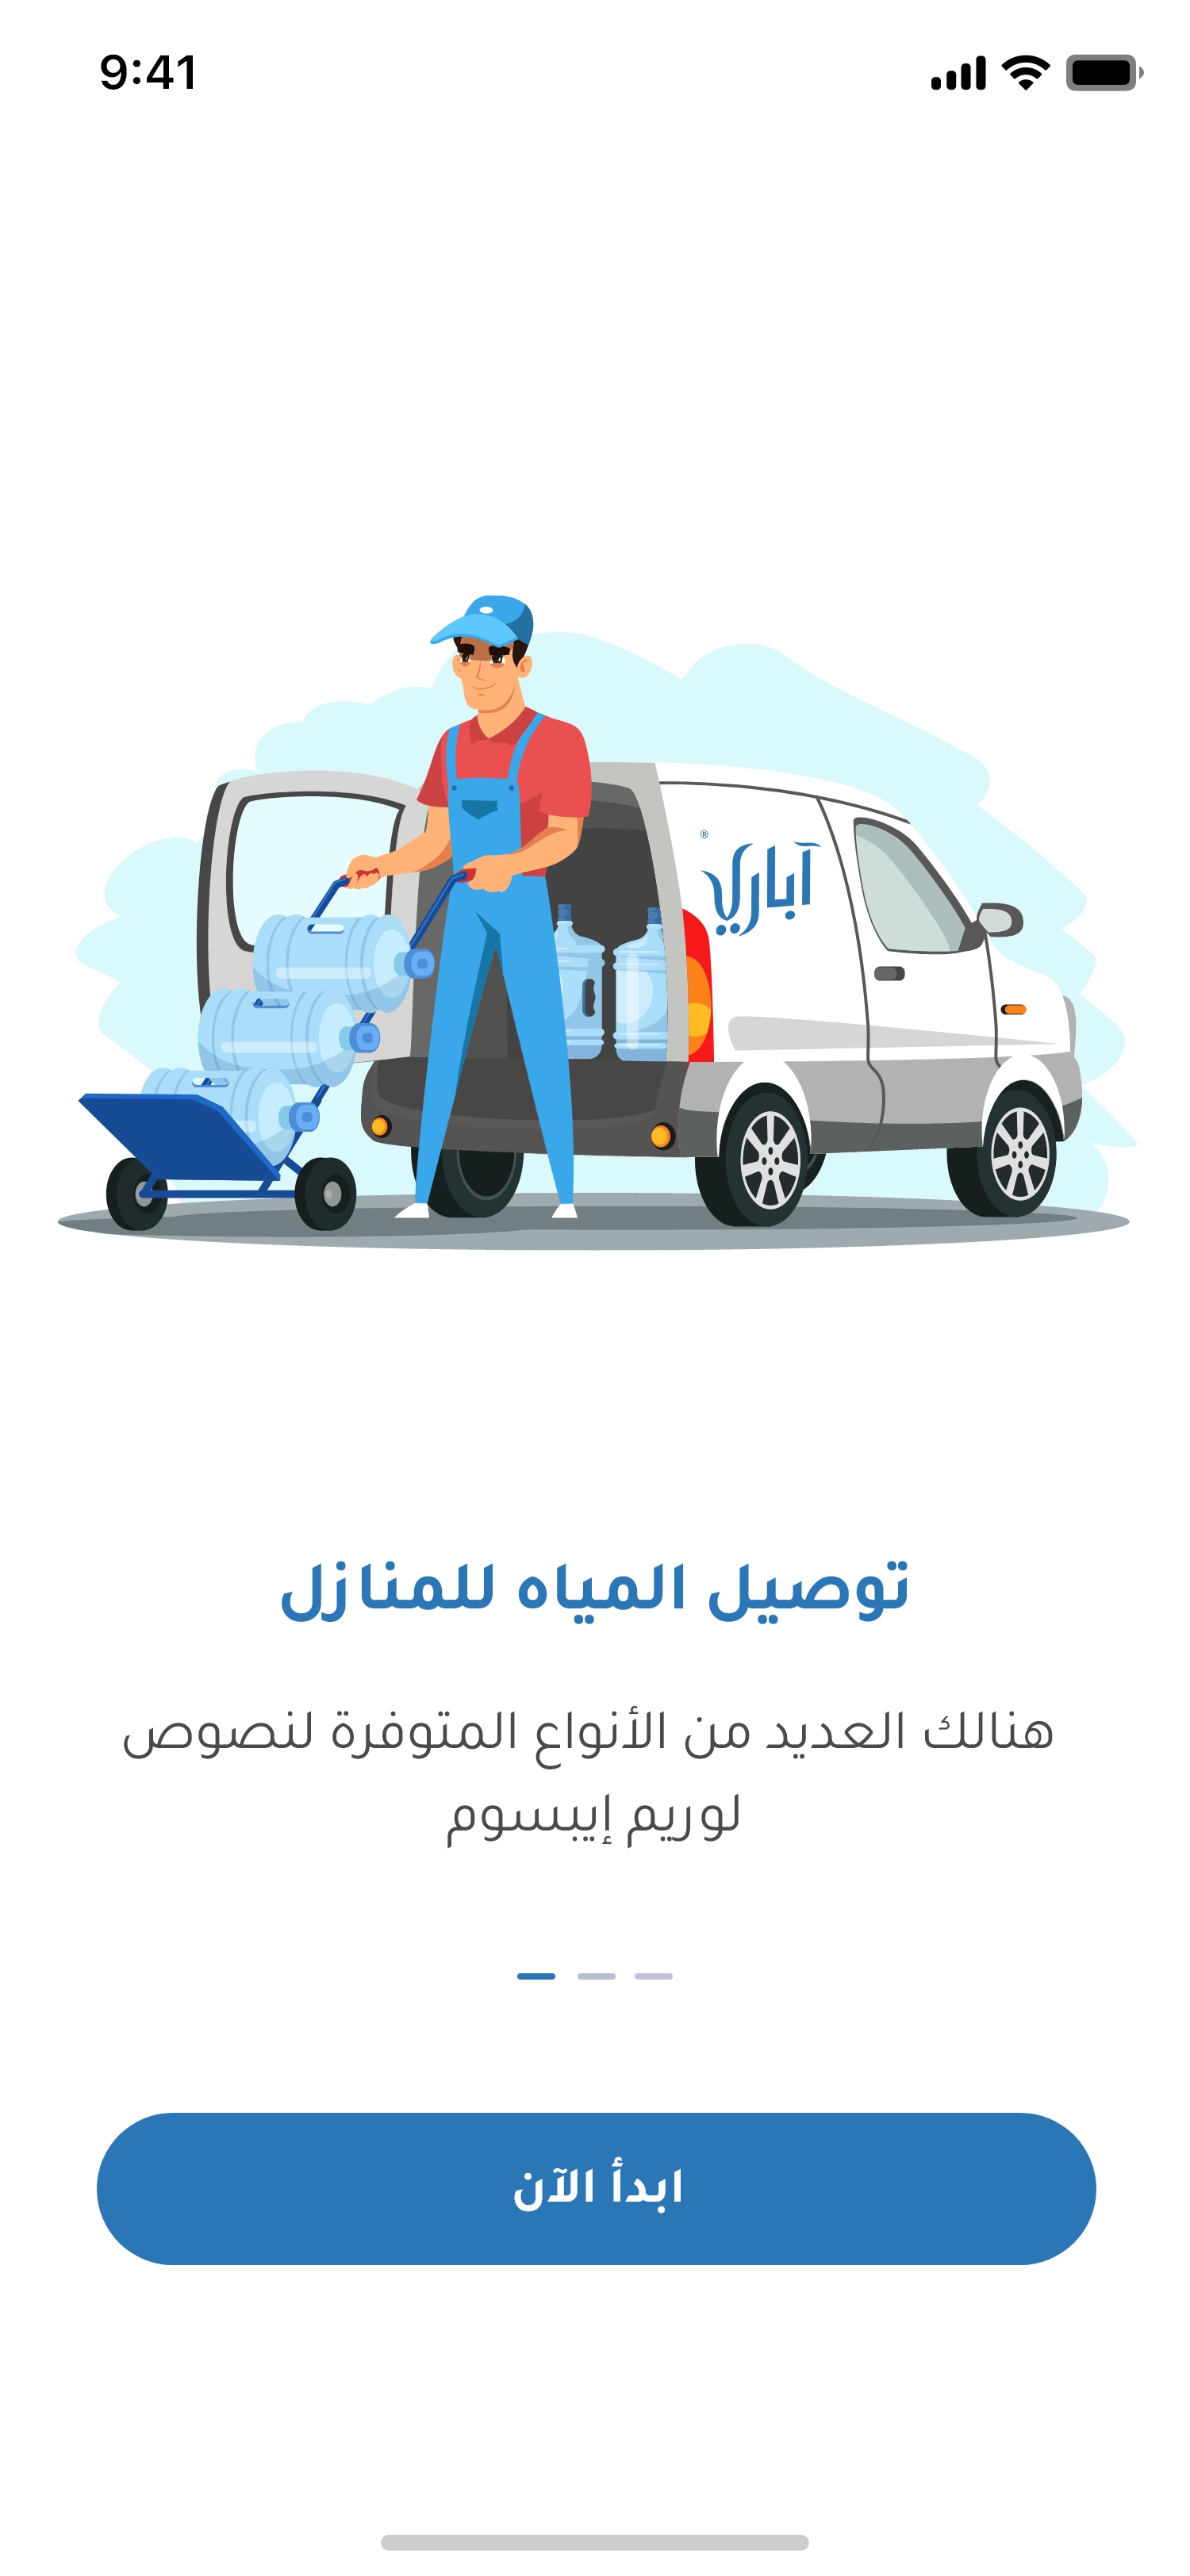 9:41
آباري
®
توصيل المياه للمنازل
هنالك العديد من الأنواع المتوفرة لنصوص
لوريم إيبسوم
ابدأ الآن